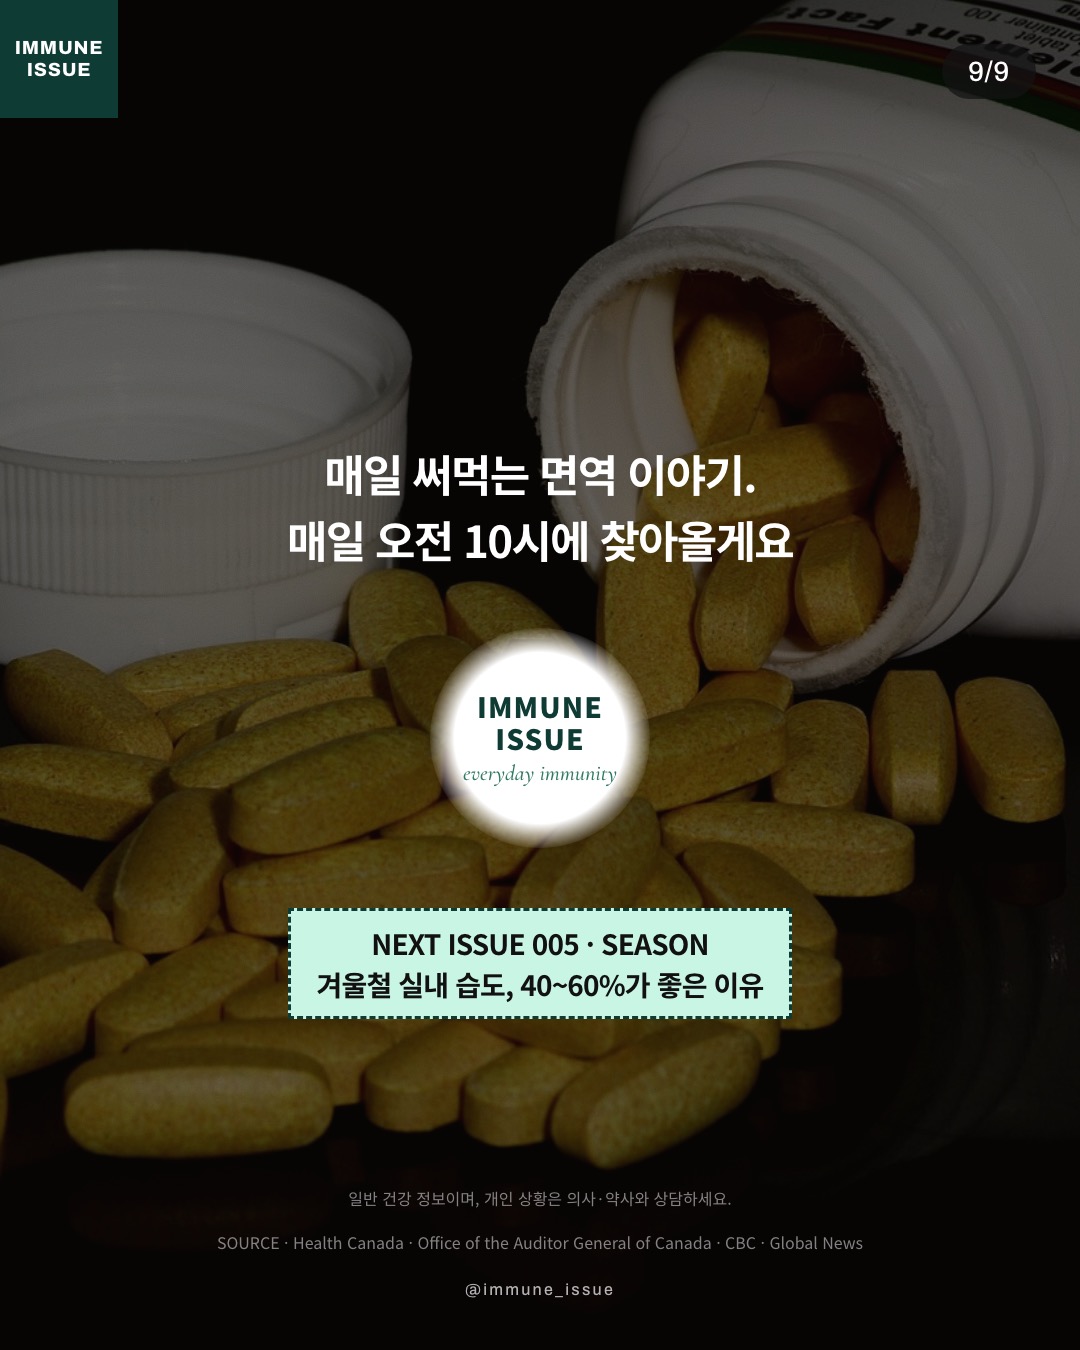 IMMUNE
ISSUE
9/9
매일 써먹는 면역 이야기.
매일 오전 10시에 찾아올게요
IMMUNE
ISSUE
everyday immunity
NEXT ISSUE 005 · SEASON
겨울철 실내 습도, 40~60%가 좋은 이유
일반 건강 정보이며, 개인 상황은 의사·약사와 상담하세요.
SOURCE · Health Canada · Office of the Auditor General of Canada · CBC · Global News
@immune_issue